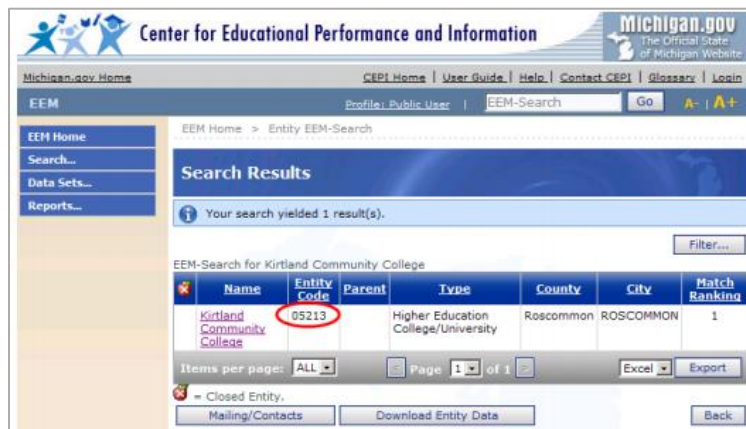 Center for Educational Performance and Information
Michigan.gov
The Official State
of Michigan Website
Michigan.gov Home
CEPI Home | User Guide | Help | Contact CEPI | Glossary | Login
EEM
Profile: Public User | EEM-Search Go A- | A+
EEM Home
Search...
Data Sets...
Reports...
EEM Home > Entity EEM-Search
Search Results
Your search yielded 1 result(s).
Filter...
EEM-Search for Kirtland Community College
Name Entity Code Parent Type County City Match Ranking
Kirtland Community College 05213 Higher Education College/University Roscommon ROSCOMMON 1
Items per page: ALL < Page 1 of 1 > Excel Export
= Closed Entity.
Mailing/Contacts Download Entity Data Back